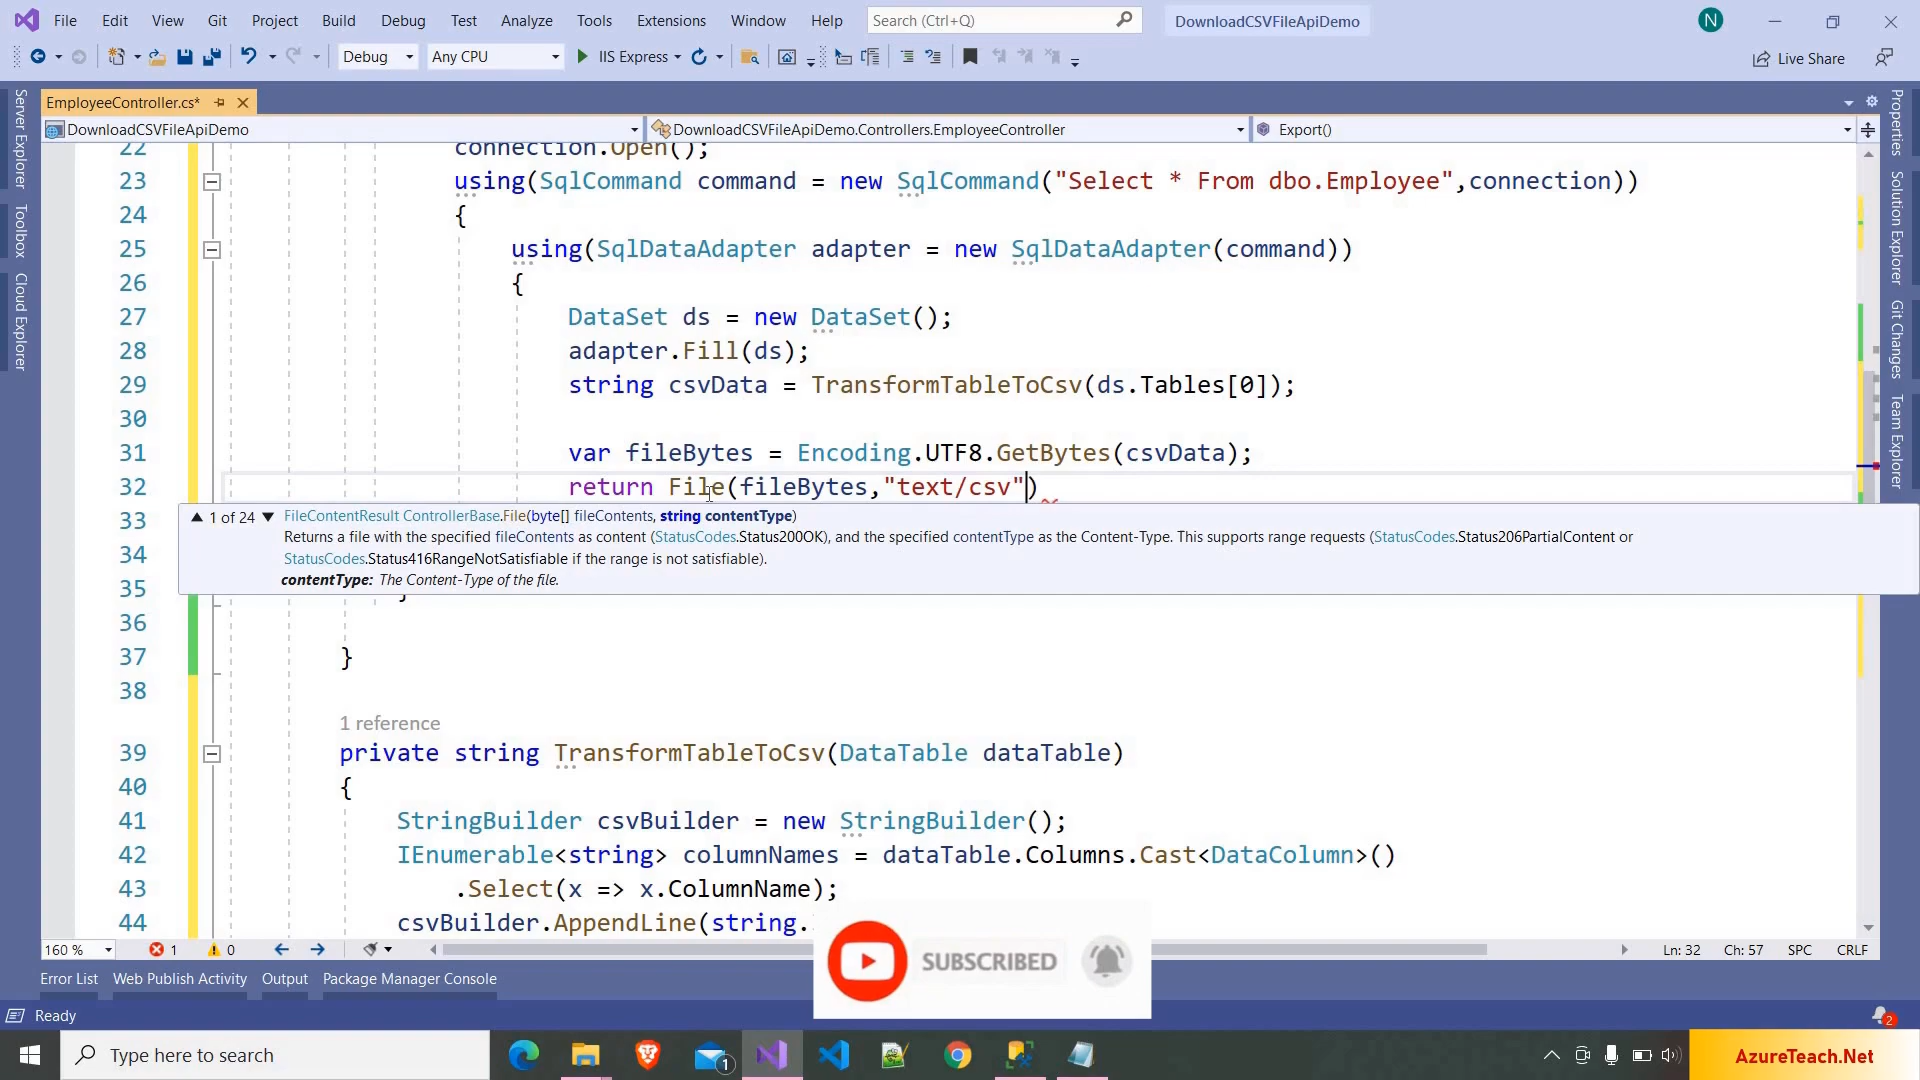 File Edit View Git Project Build Debug Test Analyze Tools Extensions Window Help Search (Ctrl+Q) DownloadCSVFileApiDemo N
Debug Any CPU IIS Express Live Share
EmployeeController.cs*
DownloadCSVFileApiDemo DownloadCSVFileApiDemo.Controllers.EmployeeController Export()
Server Explorer
Toolbox
Cloud Explorer
22 connection.Open();
23 using(SqlCommand command = new SqlCommand("Select * From dbo.Employee",connection))
24 {
25 using(SqlDataAdapter adapter = new SqlDataAdapter(command))
26 {
27 DataSet ds = new DataSet();
28 adapter.Fill(ds);
29 string csvData = TransformTableToCsv(ds.Tables[0]);
30
31 var fileBytes = Encoding.UTF8.GetBytes(csvData);
32 return File(fileBytes,"text/csv")
33
1 of 24 FileContentResult ControllerBase.File(byte[] fileContents, string contentType)
Returns a file with the specified fileContents as content (StatusCodes.Status200OK), and the specified contentType as the Content-Type. This supports range requests (StatusCodes.Status206PartialContent or
34
StatusCodes.Status416RangeNotSatisfiable if the range is not satisfiable).
contentType: The Content-Type of the file.
35 }
36
37 }
38
1 reference
39 private string TransformTableToCsv(DataTable dataTable)
40 {
41 StringBuilder csvBuilder = new StringBuilder();
42 IEnumerable<string> columnNames = dataTable.Columns.Cast<DataColumn>()
43 .Select(x => x.ColumnName);
44 csvBuilder.AppendLine(string.
Properties
Solution Explorer
Git Changes
Team Explorer
SUBSCRIBED
160 % 1 0 Ln: 32 Ch: 57 SPC CRLF
Error List Web Publish Activity Output Package Manager Console
Ready 2
Type here to search 1 AzureTeach.Net